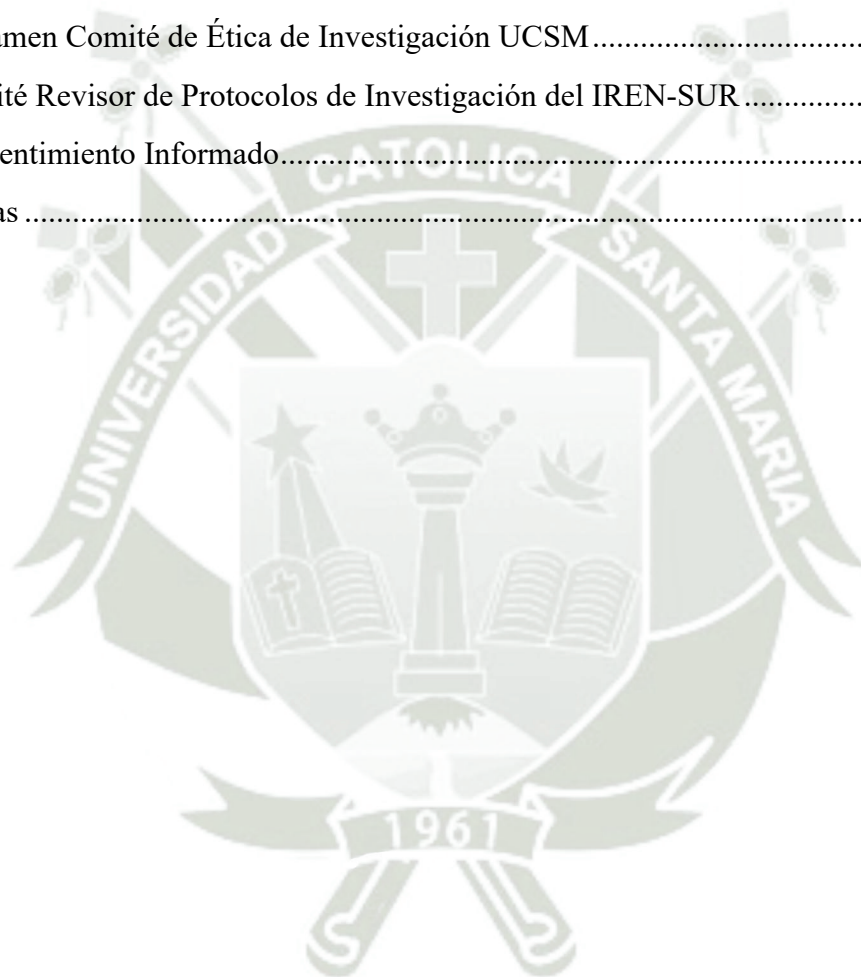 amen Comité de Ética de Investigación UCSM
ité Revisor de Protocolos de Investigación del IREN-SUR
entimiento Informado
as
UNIVERSIDAD CATOLICA SANTA MARIA
1961